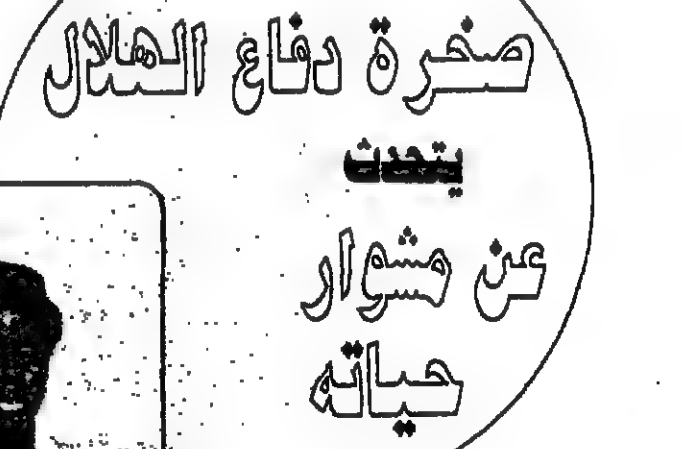 صخرة دفاع الهلال
يتحدث
عن مشوار
حياته